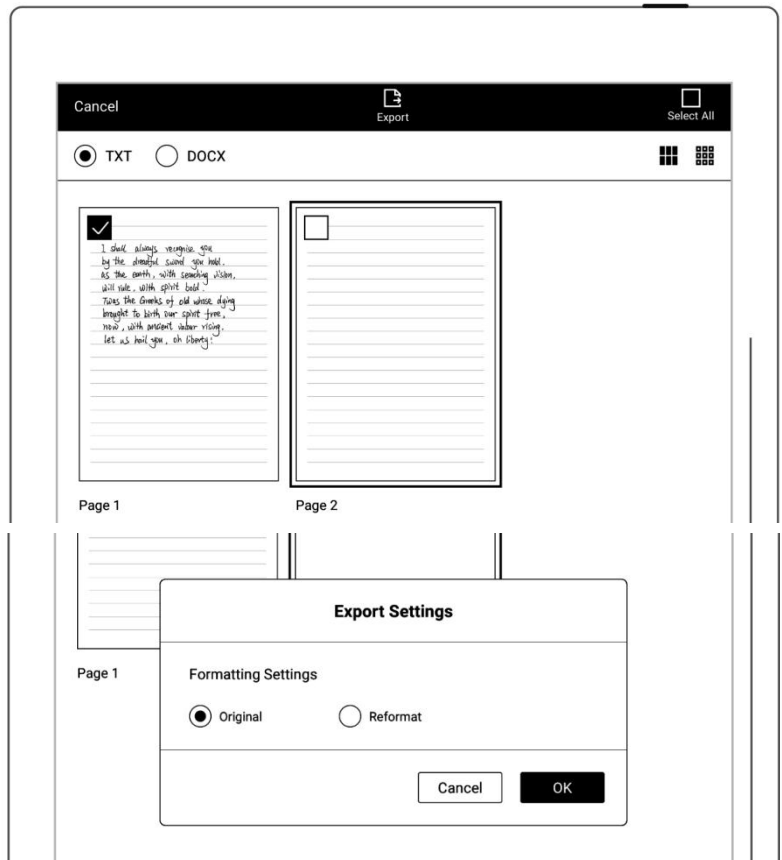 Cancel
Export
Select All
TXT DOCX
I shall always recognise you
by the dreadful sword you hold.
as the earth, with searching vision,
will rule, with spirit bold.
Twas the Greeks of old whose dying
brought to birth our spirit free,
now, with ancient valour rising,
let us hail you, oh liberty!
Page 1 Page 2
Export Settings
Page 1
Formatting Settings
Original Reformat
Cancel OK